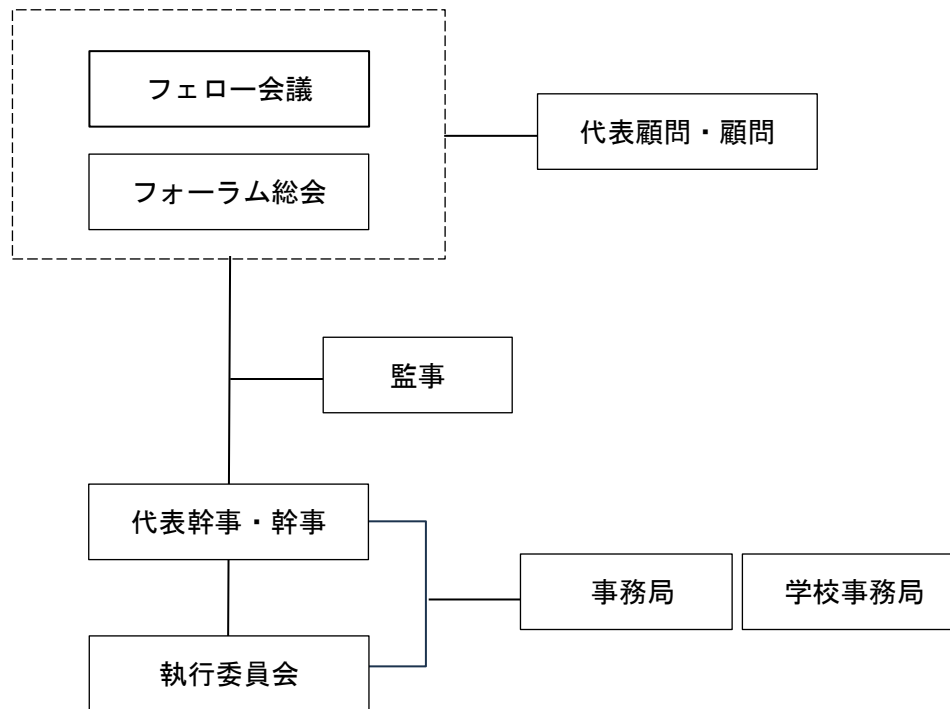 フェロー会議
代表顧問・顧問
フォーラム総会
監事
代表幹事・幹事
事務局
学校事務局
執行委員会